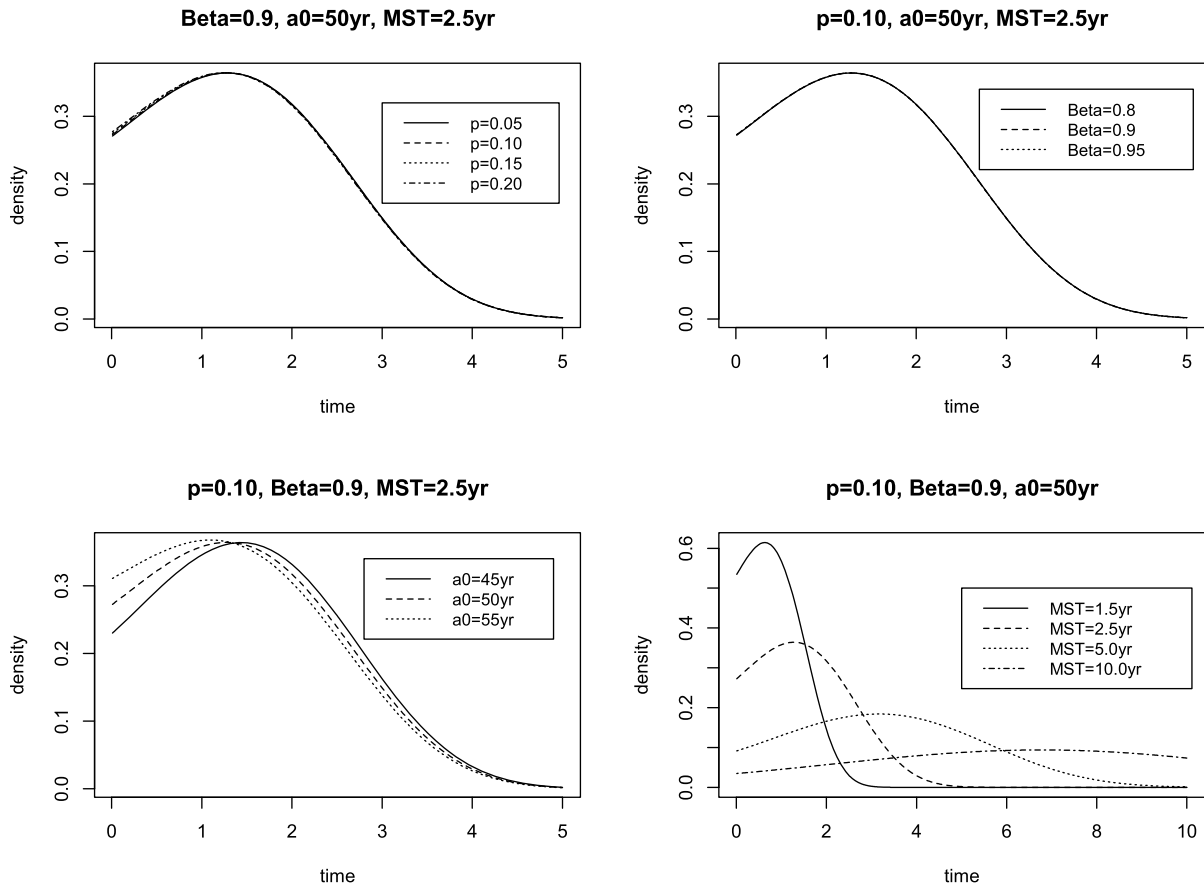 Beta=0.9, a0=50yr, MST=2.5yr
density
0.0 0.1 0.2 0.3
p=0.05
p=0.10
p=0.15
p=0.20
0 1 2 3 4 5
time
p=0.10, a0=50yr, MST=2.5yr
density
0.0 0.1 0.2 0.3
Beta=0.8
Beta=0.9
Beta=0.95
0 1 2 3 4 5
time
p=0.10, Beta=0.9, MST=2.5yr
density
0.0 0.1 0.2 0.3
a0=45yr
a0=50yr
a0=55yr
0 1 2 3 4 5
time
p=0.10, Beta=0.9, a0=50yr
density
0.0 0.2 0.4 0.6
MST=1.5yr
MST=2.5yr
MST=5.0yr
MST=10.0yr
0 2 4 6 8 10
time